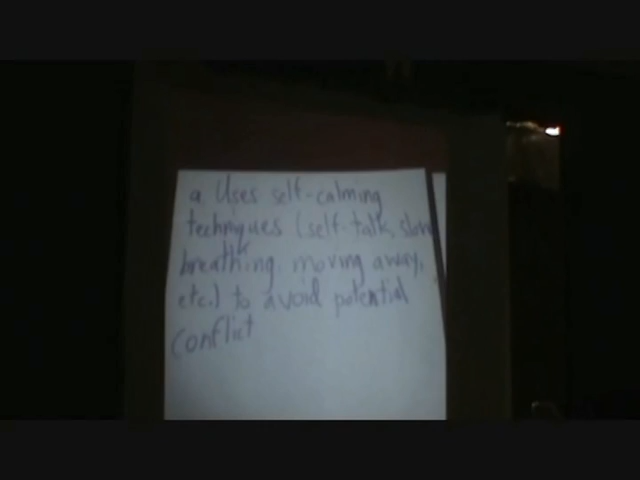 a Uses self-calming
techniques (self-talk, slow
breathing, moving away,
etc.) to avoid potential
conflict